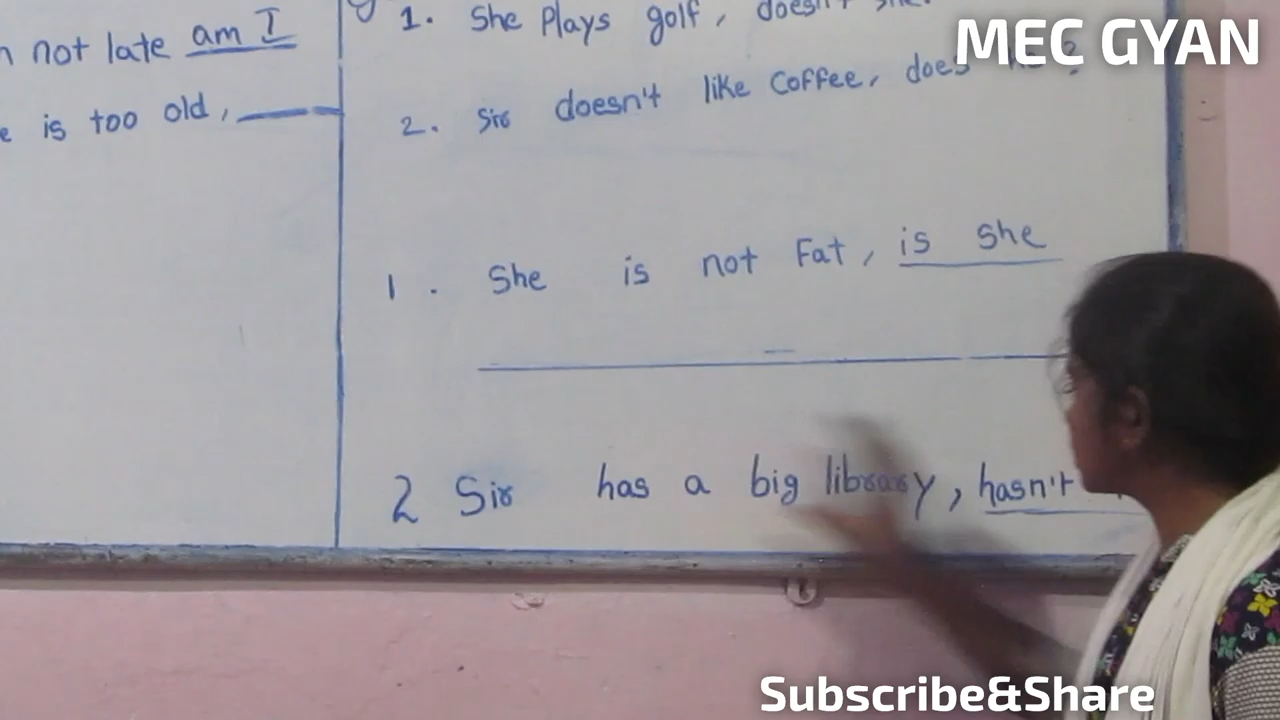 not late am I
is too old,
1. She Plays golf,
2. Sir doesn't like Coffee, does
1. She is not Fat, is she
2 Sir has a big library, hasn't
MEC GYAN
Subscribe&Share